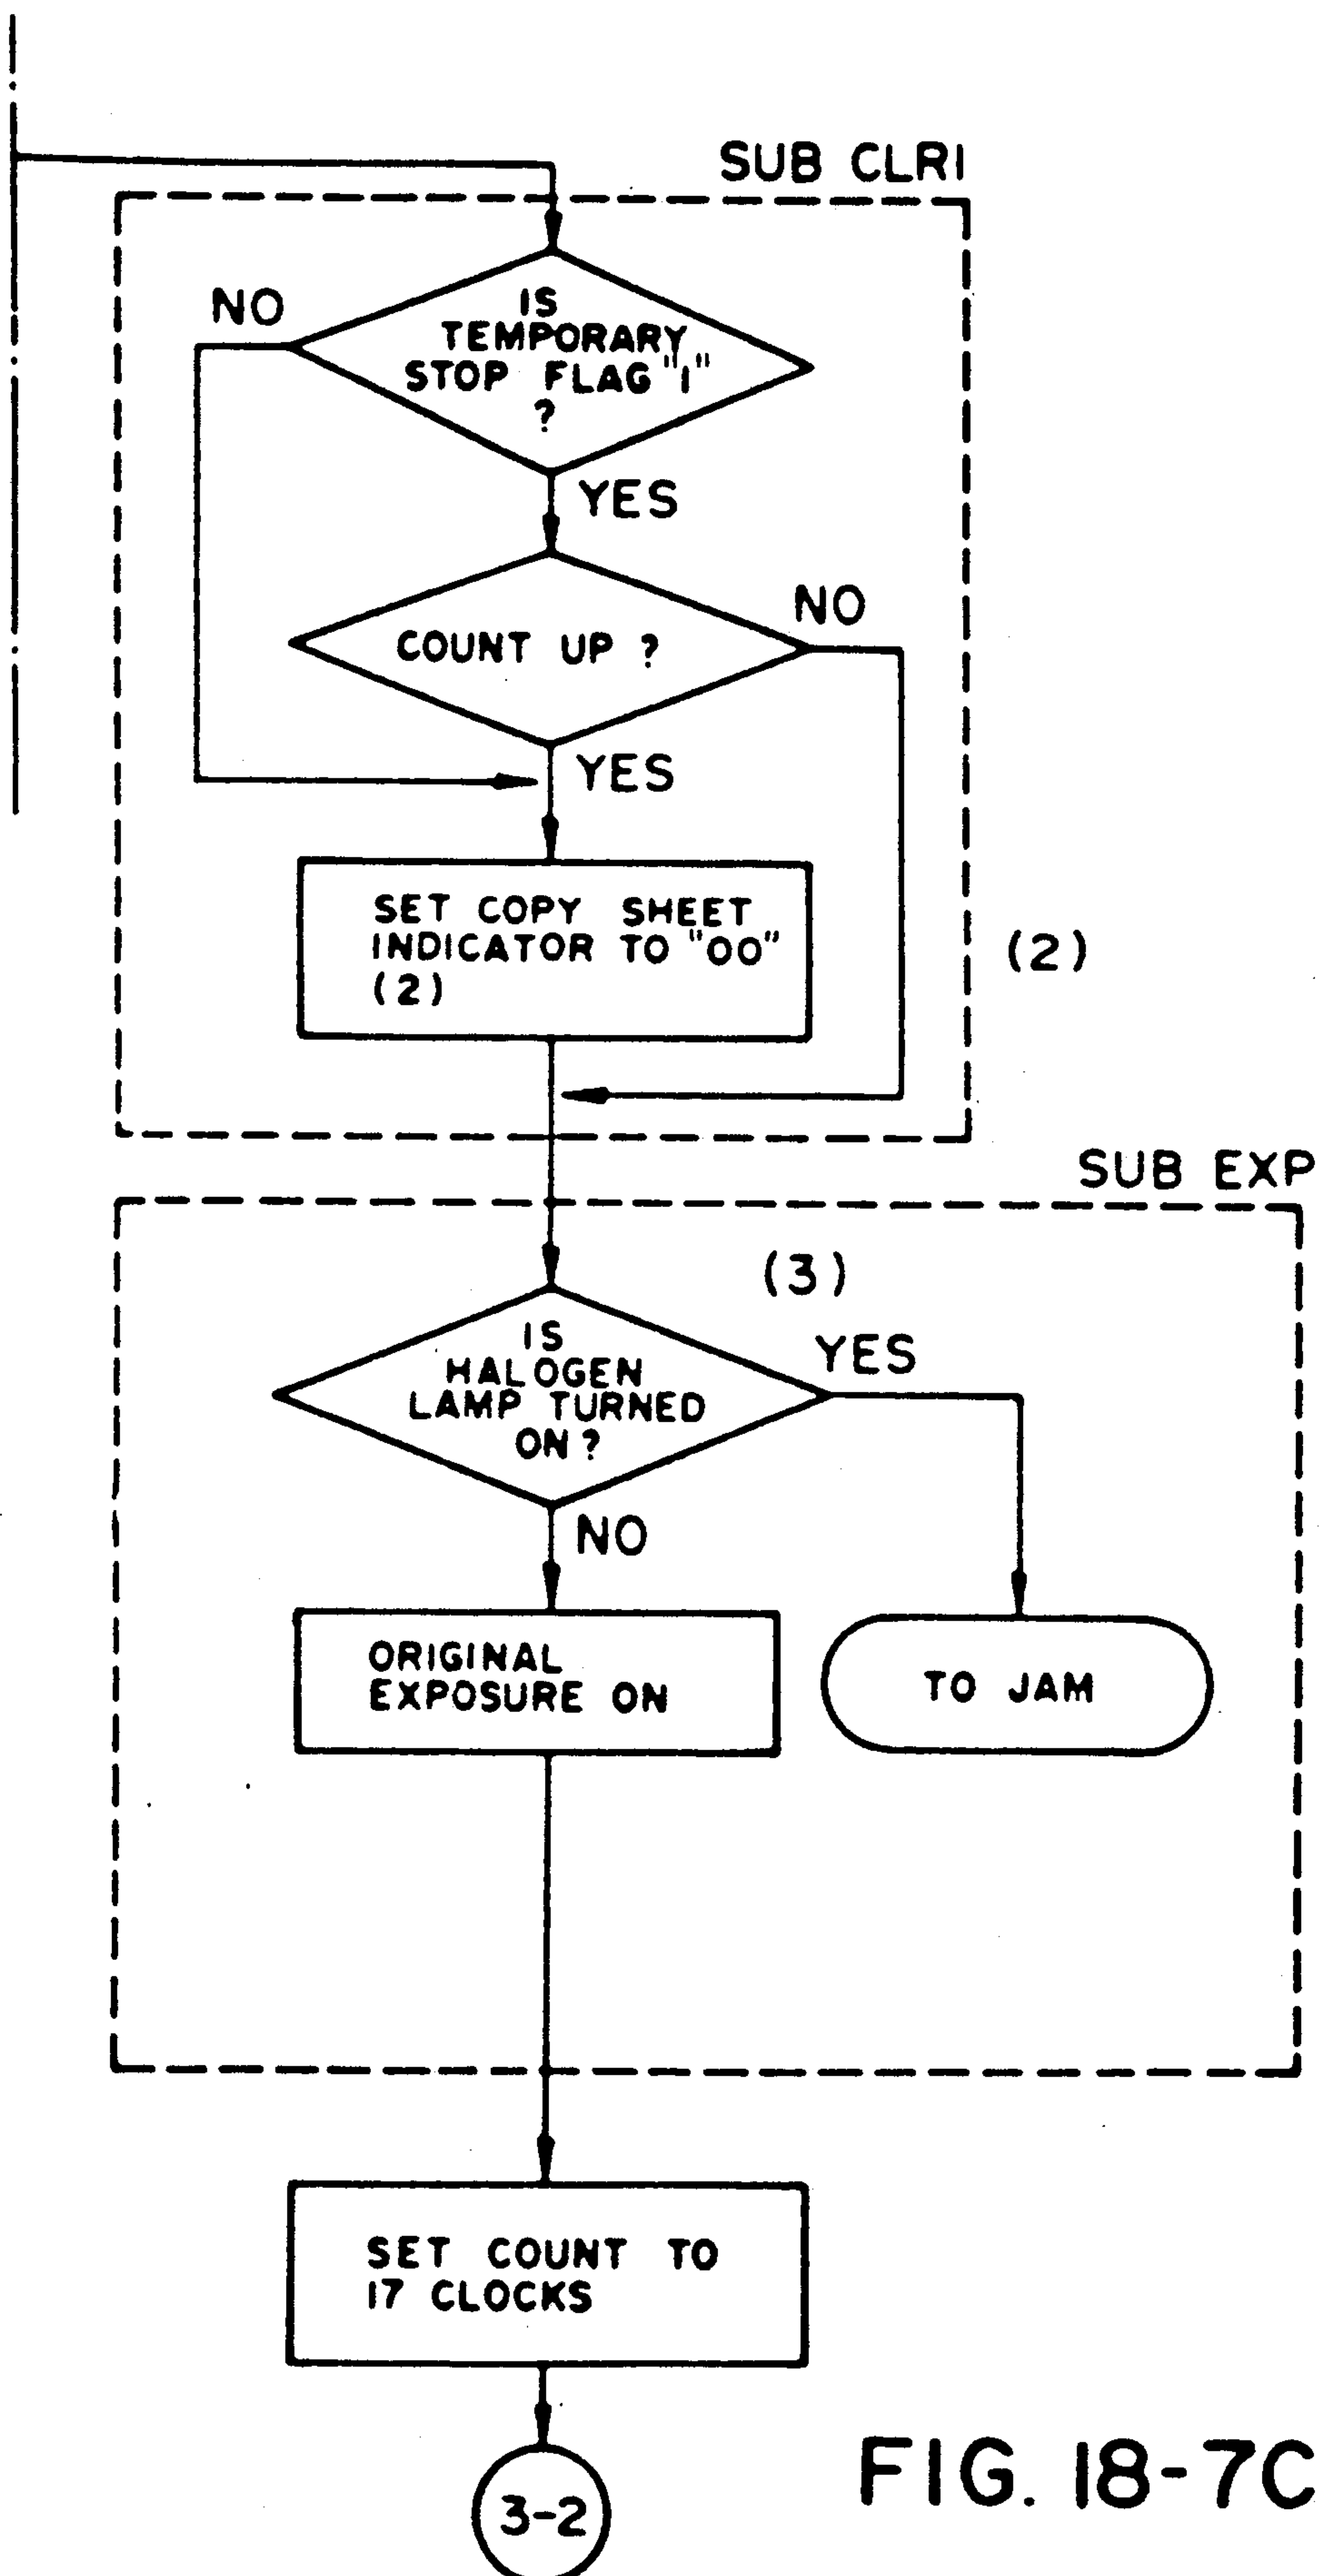 SUB CLR1
NO
IS
TEMPORARY
STOP FLAG "1"
?
YES
NO
COUNT UP ?
YES
SET COPY SHEET
INDICATOR TO "00"
(2)
(2)
SUB EXP
(3)
IS
HALOGEN
LAMP TURNED
ON ?
YES
NO
ORIGINAL
EXPOSURE ON
TO JAM
SET COUNT TO
17 CLOCKS
3-2
FIG. 18-7C